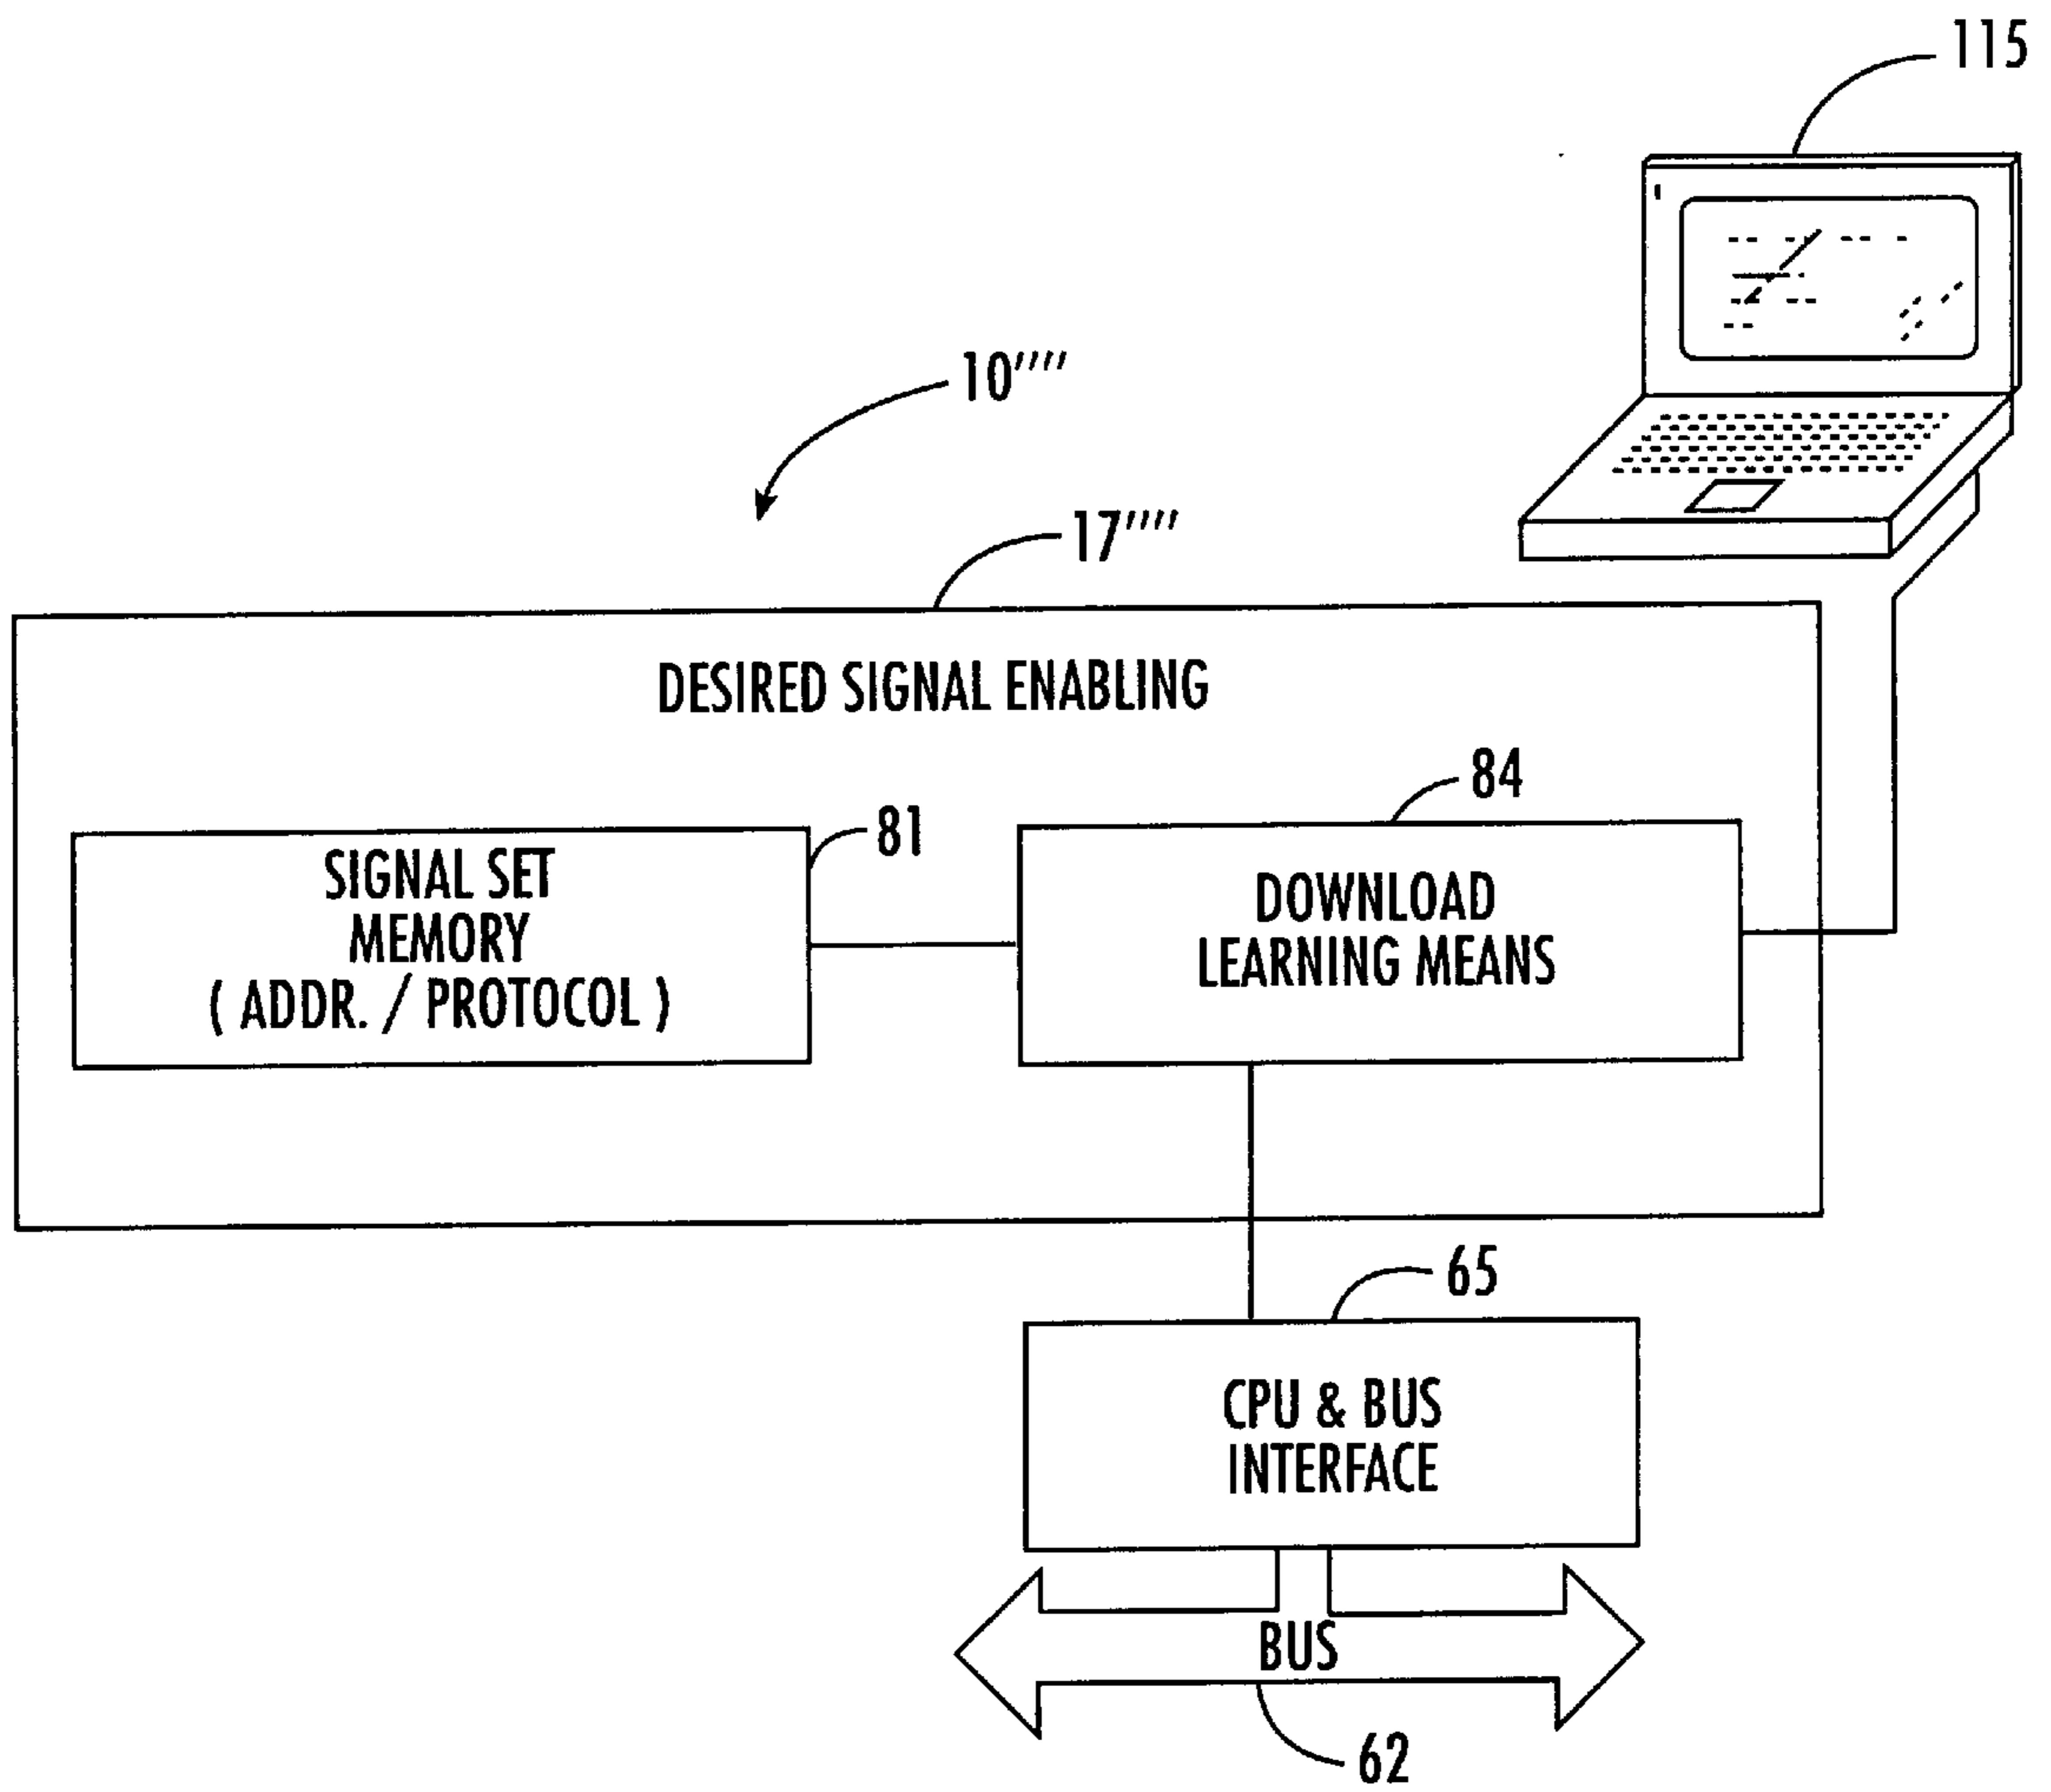 115
10''''
17''''
DESIRED SIGNAL ENABLING
84
81
SIGNAL SET
MEMORY
( ADDR. / PROTOCOL )
DOWNLOAD
LEARNING MEANS
65
CPU & BUS
INTERFACE
BUS
62